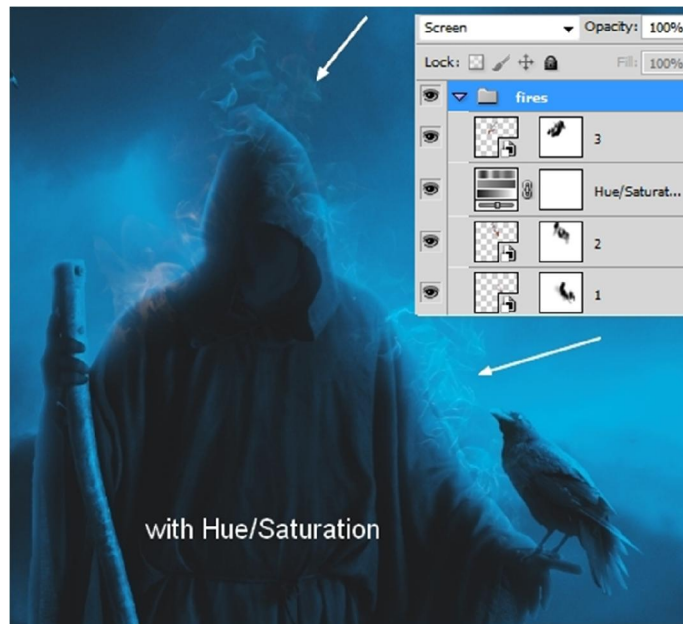 Screen Opacity: 100%
Lock: Fill: 100%
fires
3
Hue/Saturat...
2
1
with Hue/Saturation